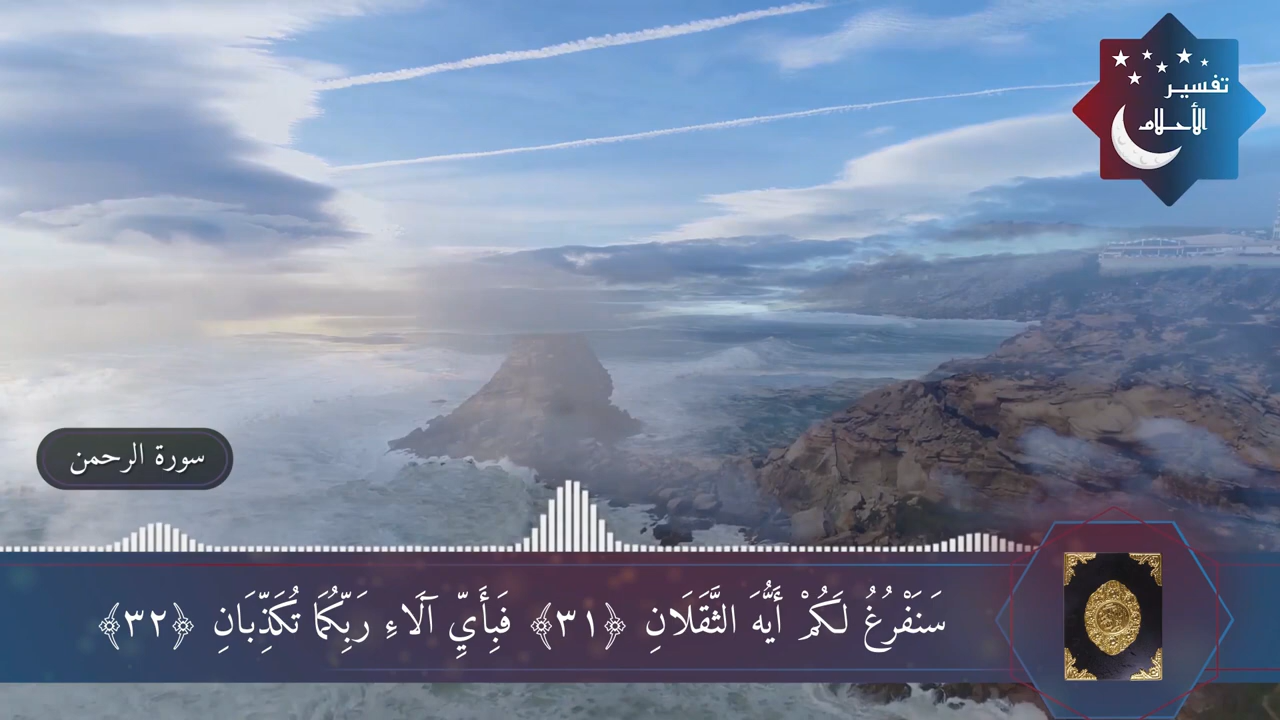 تفسير
الأحلام
سورة الرحمن
سَنَفْرُغُ لَكُمْ أَيُّهَ الثَّقَلَانِ ﴿٣١﴾ فَبِأَيِّ آلَاءِ رَبِّكُمَا تُكَذِّبَانِ ﴿٣٢﴾